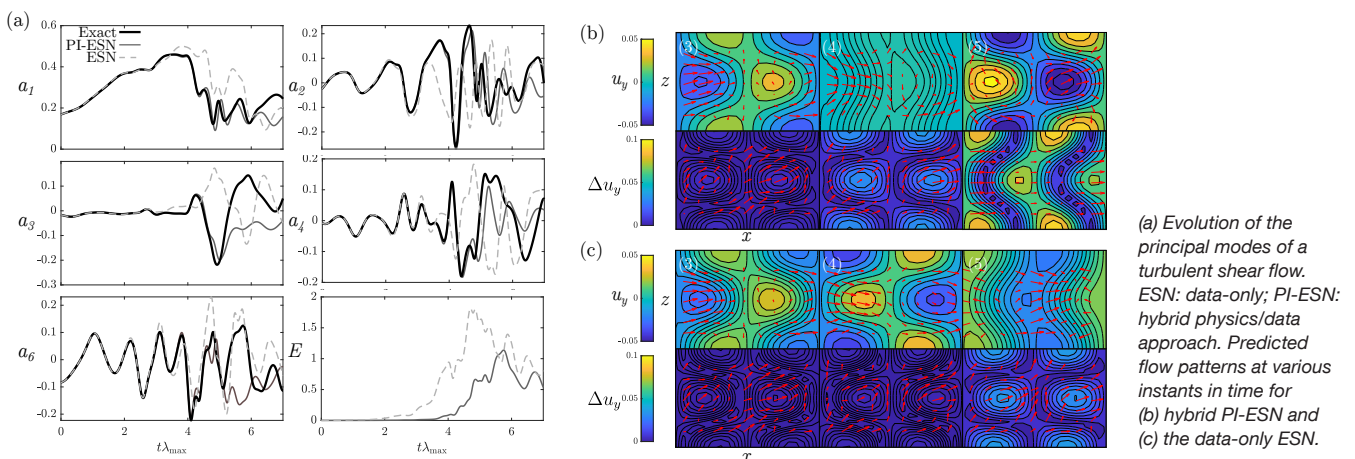 (a)
Exact
PI-ESN
ESN
a1
0.6
0.4
0.2
0
a2
0.2
0.1
0
-0.1
-0.2
a3
0.1
0
-0.1
-0.2
-0.3
a4
0.2
0.1
0
-0.1
0.2
a6
0.2
0.1
0
-0.1
-0.2
0 2 4 6
tλmax
E
2
1.5
1
0.5
0
0 2 4 6
tλmax
(b)
0.05
uy
-0.05
z
(3) (4) (5)
0.1
Δuy
0.05
0
x
(c)
0.05
uy
0
-0.05
z
(3) (4) (5)
0.1
Δuy
0.05
0
x
(a) Evolution of the
principal modes of a
turbulent shear flow.
ESN: data-only; PI-ESN:
hybrid physics/data
approach. Predicted
flow patterns at various
instants in time for
(b) hybrid PI-ESN and
(c) the data-only ESN.